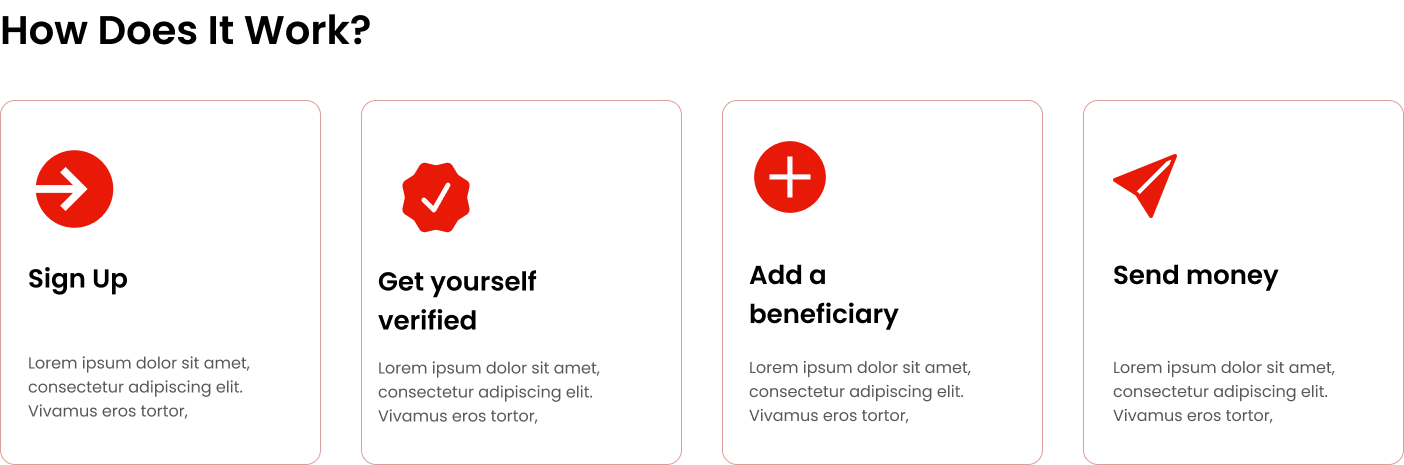 How Does It Work?
Sign Up
Lorem ipsum dolor sit amet,
consectetur adipiscing elit.
Vivamus eros tortor,
Get yourself
verified
Lorem ipsum dolor sit amet,
consectetur adipiscing elit.
Vivamus eros tortor,
Add a
beneficiary
Lorem ipsum dolor sit amet,
consectetur adipiscing elit.
Vivamus eros tortor,
Send money
Lorem ipsum dolor sit amet,
consectetur adipiscing elit.
Vivamus eros tortor,